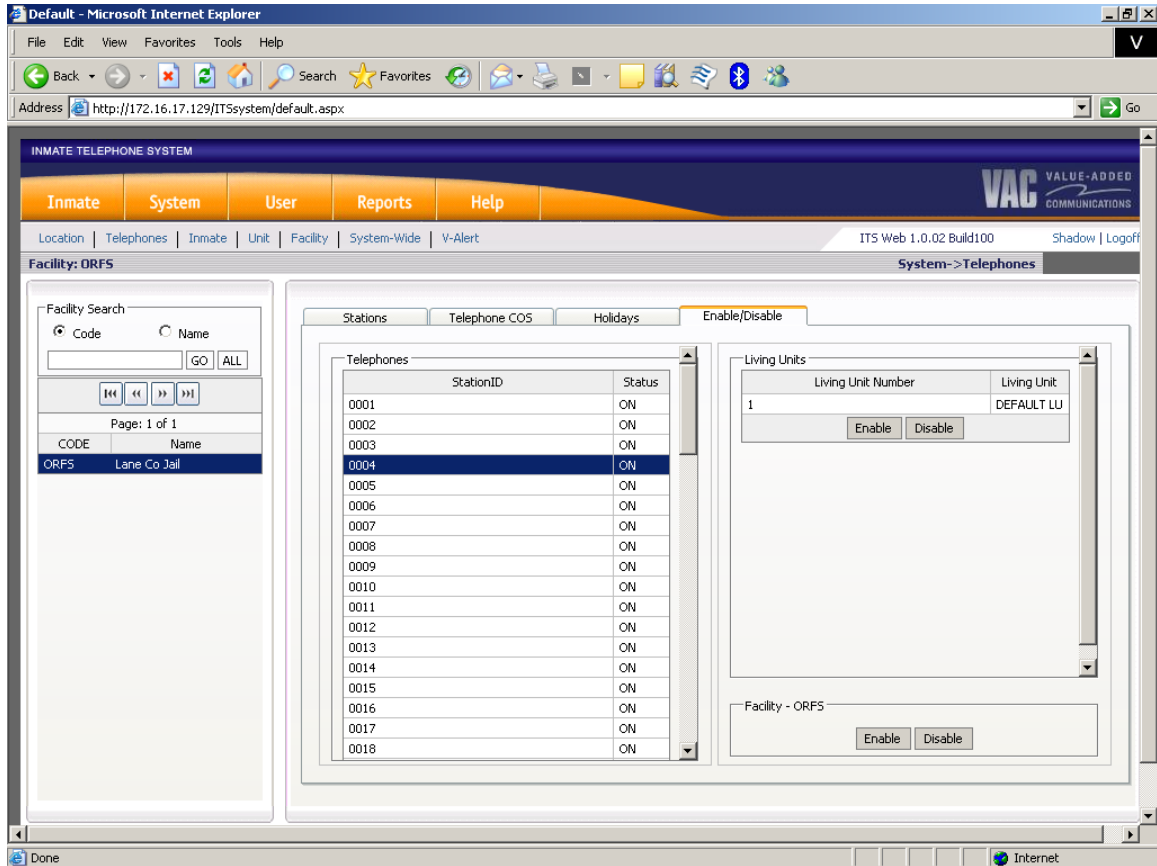 Default - Microsoft Internet Explorer
File Edit View Favorites Tools Help
V
Back Search Favorites
Address http://172.16.17.129/ITSsystem/default.aspx Go
INMATE TELEPHONE SYSTEM
VAC VALUE-ADDED COMMUNICATIONS
Inmate System User Reports Help
Location | Telephones | Inmate | Unit | Facility | System-Wide | V-Alert
ITS Web 1.0.02 Build100 Shadow | Logoff
Facility: ORFS System->Telephones
Facility Search
Code Name
GO ALL
Page: 1 of 1
CODE Name
ORFS Lane Co Jail
Stations Telephone COS Holidays Enable/Disable
Telephones
StationID Status
0001 ON
0002 ON
0003 ON
0004 ON
0005 ON
0006 ON
0007 ON
0008 ON
0009 ON
0010 ON
0011 ON
0012 ON
0013 ON
0014 ON
0015 ON
0016 ON
0017 ON
0018 ON
Living Units
Living Unit Number Living Unit
1 DEFAULT LU
Enable Disable
Facility - ORFS
Enable Disable
Done Internet